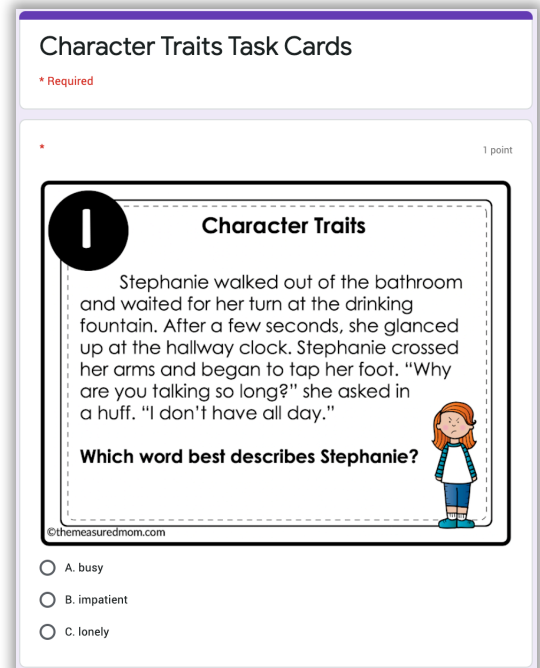 Character Traits Task Cards
* Required
*
1 point
1
Character Traits
Stephanie walked out of the bathroom
and waited for her turn at the drinking
fountain. After a few seconds, she glanced
up at the hallway clock. Stephanie crossed
her arms and began to tap her foot. “Why
are you talking so long?” she asked in
a huff. “I don’t have all day.”
Which word best describes Stephanie?
©themeasuredmom.com
A. busy
B. impatient
C. lonely